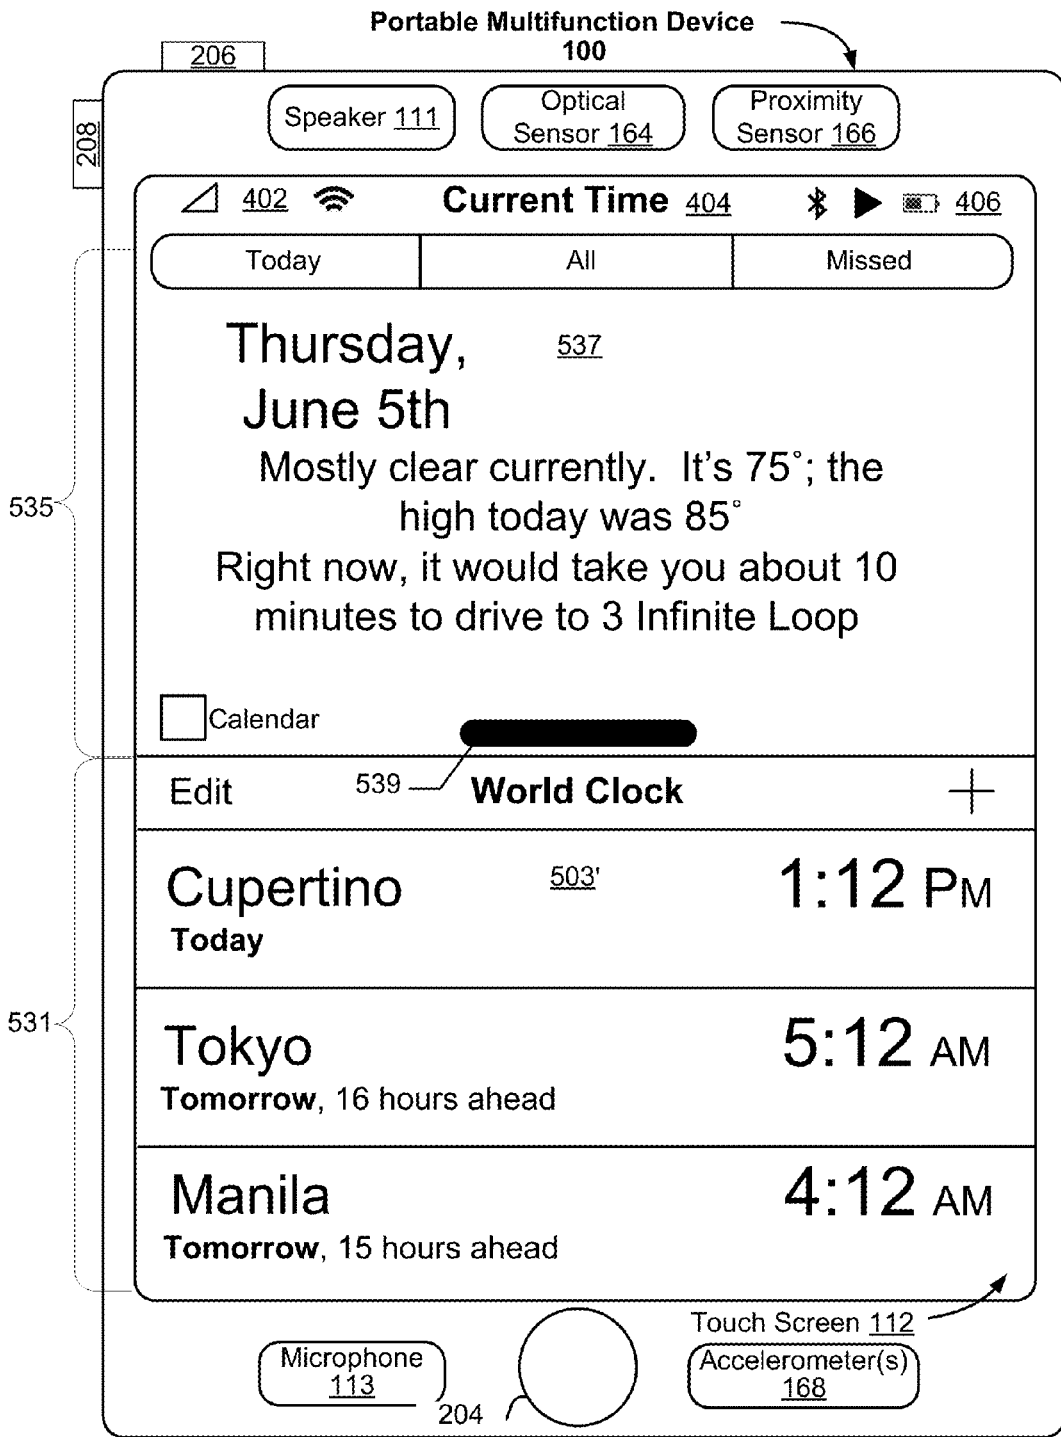 Portable Multifunction Device
100
206
208
Speaker 111
Optical
Sensor 164
Proximity
Sensor 166
402 Current Time 404 406
Today All Missed
535
Thursday, 537
June 5th
Mostly clear currently. It's 75°; the
high today was 85°
Right now, it would take you about 10
minutes to drive to 3 Infinite Loop
Calendar
539
Edit World Clock +
531
Cupertino 503' 1:12 PM
Today
Tokyo 5:12 AM
Tomorrow, 16 hours ahead
Manila 4:12 AM
Tomorrow, 15 hours ahead
Touch Screen 112
Microphone
113
204
Accelerometer(s)
168